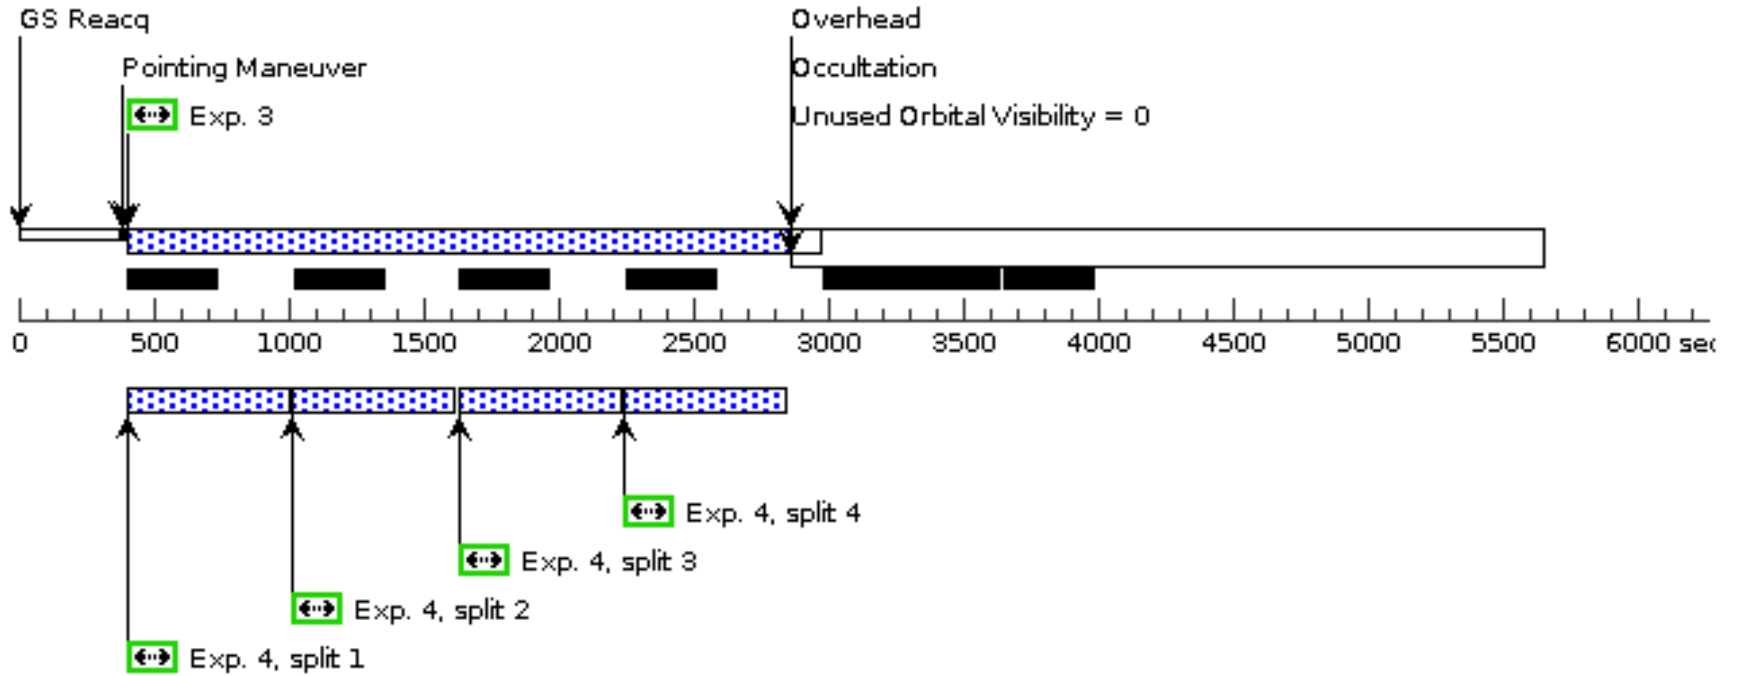 GS Reacq
Overhead
Pointing Maneuver
Occultation
Exp. 3
Unused Orbital Visibility = 0
0 500 1000 1500 2000 2500 3000 3500 4000 4500 5000 5500 6000 sec
Exp. 4, split 4
Exp. 4, split 3
Exp. 4, split 2
Exp. 4, split 1